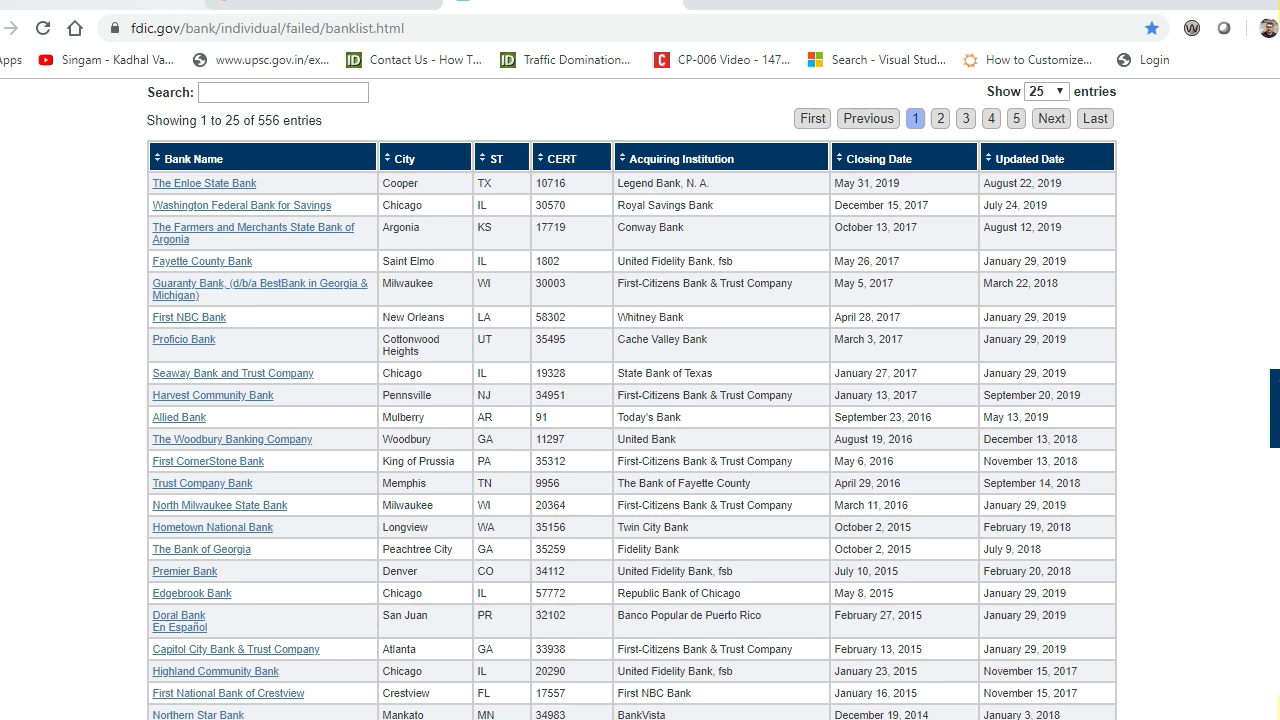 fdic.gov/bank/individual/failed/banklist.html
Apps Singam - Kadhal Va... www.upsc.gov.in/ex... ID Contact Us - How T... ID Traffic Domination... C CP-006 Video - 147... Search - Visual Stud... How to Customize... Login
Search: Show 25 entries
Showing 1 to 25 of 556 entries First Previous 1 2 3 4 5 Next Last
Bank Name City ST CERT Acquiring Institution Closing Date Updated Date
The Enloe State Bank Cooper TX 10716 Legend Bank, N. A. May 31, 2019 August 22, 2019
Washington Federal Bank for Savings Chicago IL 30570 Royal Savings Bank December 15, 2017 July 24, 2019
The Farmers and Merchants State Bank of Argonia KS 17719 Conway Bank October 13, 2017 August 12, 2019
Argonia
Fayette County Bank Saint Elmo IL 1802 United Fidelity Bank, fsb May 26, 2017 January 29, 2019
Guaranty Bank, (d/b/a BestBank in Georgia & Milwaukee WI 30003 First-Citizens Bank & Trust Company May 5, 2017 March 22, 2018
Michigan)
First NBC Bank New Orleans LA 58302 Whitney Bank April 28, 2017 January 29, 2019
Proficio Bank Cottonwood UT 35495 Cache Valley Bank March 3, 2017 January 29, 2019
Heights
Seaway Bank and Trust Company Chicago IL 19328 State Bank of Texas January 27, 2017 January 29, 2019
Harvest Community Bank Pennsville NJ 34951 First-Citizens Bank & Trust Company January 13, 2017 September 20, 2019
Allied Bank Mulberry AR 91 Today's Bank September 23, 2016 May 13, 2019
The Woodbury Banking Company Woodbury GA 11297 United Bank August 19, 2016 December 13, 2018
First CornerStone Bank King of Prussia PA 35312 First-Citizens Bank & Trust Company May 6, 2016 November 13, 2018
Trust Company Bank Memphis TN 9956 The Bank of Fayette County April 29, 2016 September 14, 2018
North Milwaukee State Bank Milwaukee WI 20364 First-Citizens Bank & Trust Company March 11, 2016 January 29, 2019
Hometown National Bank Longview WA 35156 Twin City Bank October 2, 2015 February 19, 2018
The Bank of Georgia Peachtree City GA 35259 Fidelity Bank October 2, 2015 July 9, 2018
Premier Bank Denver CO 34112 United Fidelity Bank, fsb July 10, 2015 February 20, 2018
Edgebrook Bank Chicago IL 57772 Republic Bank of Chicago May 8, 2015 January 29, 2019
Doral Bank San Juan PR 32102 Banco Popular de Puerto Rico February 27, 2015 January 29, 2019
En Español
Capitol City Bank & Trust Company Atlanta GA 33938 First-Citizens Bank & Trust Company February 13, 2015 January 29, 2019
Highland Community Bank Chicago IL 20290 United Fidelity Bank, fsb January 23, 2015 November 15, 2017
First National Bank of Crestview Crestview FL 17557 First NBC Bank January 16, 2015 November 15, 2017
Northern Star Bank Mankato MN 34983 BankVista December 19, 2014 January 3, 2018